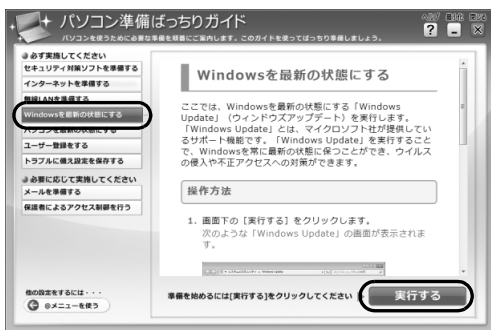 パソコン準備ばっちりガイド
パソコンを使うために必要な準備を順番にご案内します。このガイドを使ってばっちり準備しましょう。
ヘルプ 最小化 閉じる
? - ×
必ず実施してください
セキュリティ対策ソフトを準備する
インターネットを準備する
無線LANを準備する
Windowsを最新の状態にする
パソコンを最新の状態にする
ユーザー登録をする
トラブルに備え設定を保存する
必要に応じて実施してください
メールを準備する
保護者によるアクセス制御を行う
他の設定をするには・・・
@メニューを使う
Windowsを最新の状態にする
ここでは、Windowsを最新の状態にする「Windows
Update」（ウィンドウズアップデート）を実行します。
「Windows Update」とは、マイクロソフト社が提供してい
るサポート機能です。「Windows Update」を実行すること
で、Windowsを常に最新の状態に保つことができ、ウイルス
の侵入や不正アクセスへの対策ができます。
操作方法
1. 画面下の［実行する］をクリックします。
次のような「Windows Update」の画面が表示されま
す。
準備を始めるには[実行する]をクリックしてください
実行する